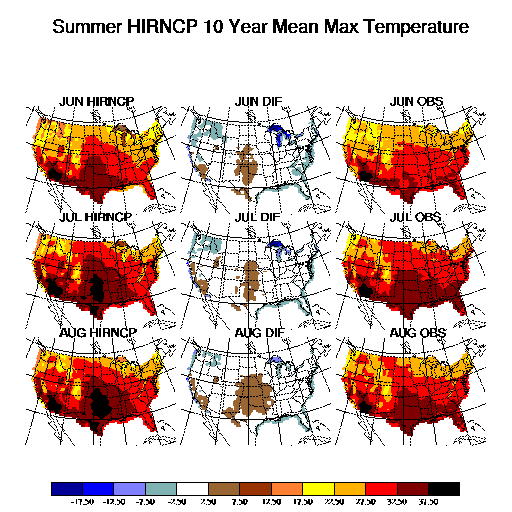 Summer HIRNCP 10 Year Mean Max Temperature
JUN HIRNCP JUN DIF JUN OBS
JUL HIRNCP JUL DIF JUL OBS
AUG HIRNCP AUG DIF AUG OBS
-17.50 -12.50 -7.50 -2.50 2.50 7.50 12.50 17.50 22.50 27.50 32.50 37.50